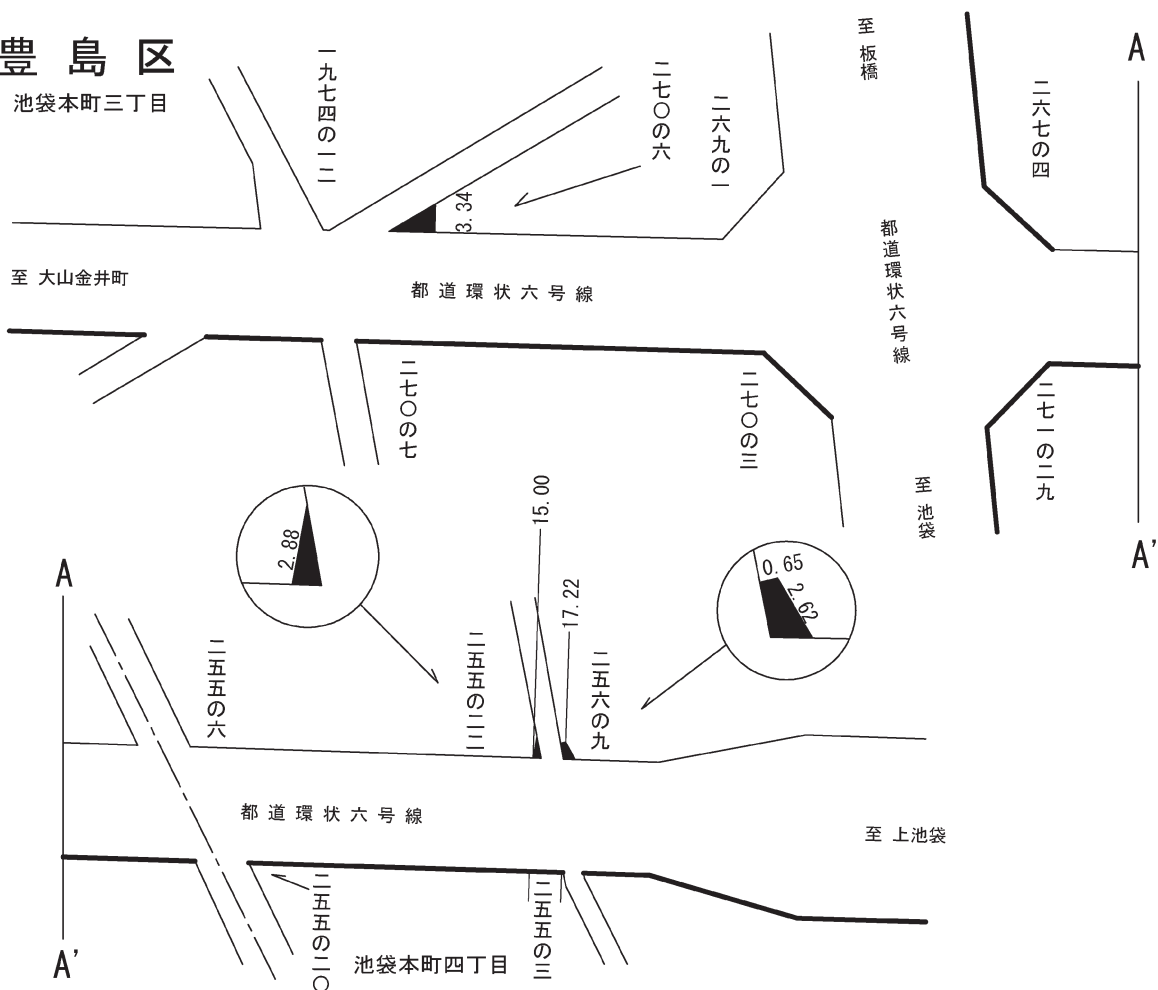 豊島区
池袋本町三丁目
一九七四の一二
二七〇の六
二六九の一
至 板橋
二六七の四
A
3.34
至 大山金井町
都道環状六号線
都道環状六号線
二七〇の七
二七〇の三
二七一の二九
至 池袋
A'
2.88
15.00
0.65
2.62
17.22
A
二五五の六
二五五の二二
二五六の九
都道環状六号線
至 上池袋
二五五の二〇
二五五の三
A'
池袋本町四丁目